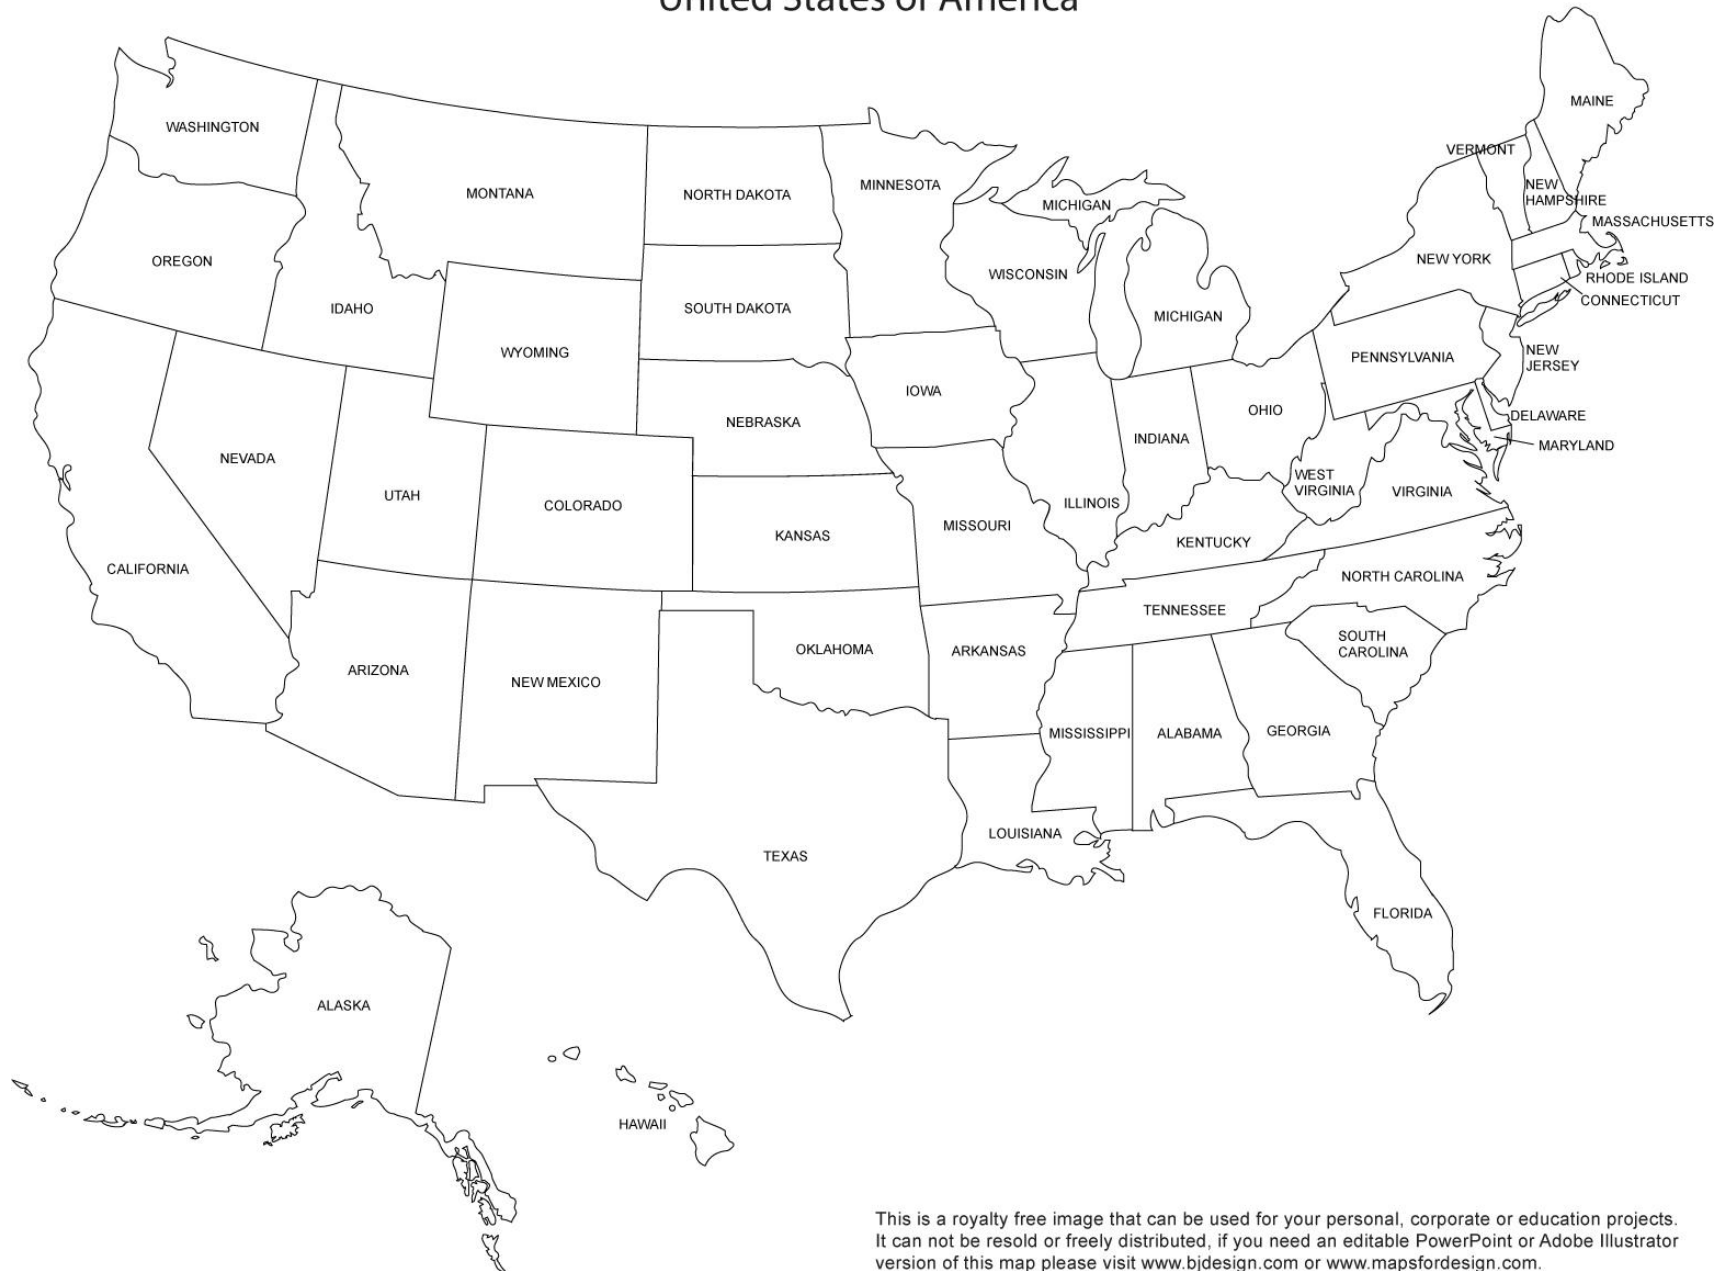 United States of America
MAINE
WASHINGTON
VERMONT
MONTANA
NORTH DAKOTA
MINNESOTA
MICHIGAN
NEW
HAMPSHIRE
MASSACHUSETTS
OREGON
WISCONSIN
NEW YORK
RHODE ISLAND
CONNECTICUT
IDAHO
SOUTH DAKOTA
MICHIGAN
WYOMING
PENNSYLVANIA
NEW
JERSEY
IOWA
OHIO
DELAWARE
NEBRASKA
INDIANA
MARYLAND
NEVADA
UTAH
COLORADO
ILLINOIS
WEST
VIRGINIA
VIRGINIA
KANSAS
MISSOURI
KENTUCKY
CALIFORNIA
NORTH CAROLINA
TENNESSEE
OKLAHOMA
ARKANSAS
SOUTH
CAROLINA
ARIZONA
NEW MEXICO
MISSISSIPPI
ALABAMA
GEORGIA
LOUISIANA
TEXAS
FLORIDA
ALASKA
HAWAII
This is a royalty free image that can be used for your personal, corporate or education projects.
It can not be resold or freely distributed, if you need an editable PowerPoint or Adobe Illustrator
version of this map please visit www.bjdesign.com or www.mapsfordesign.com.